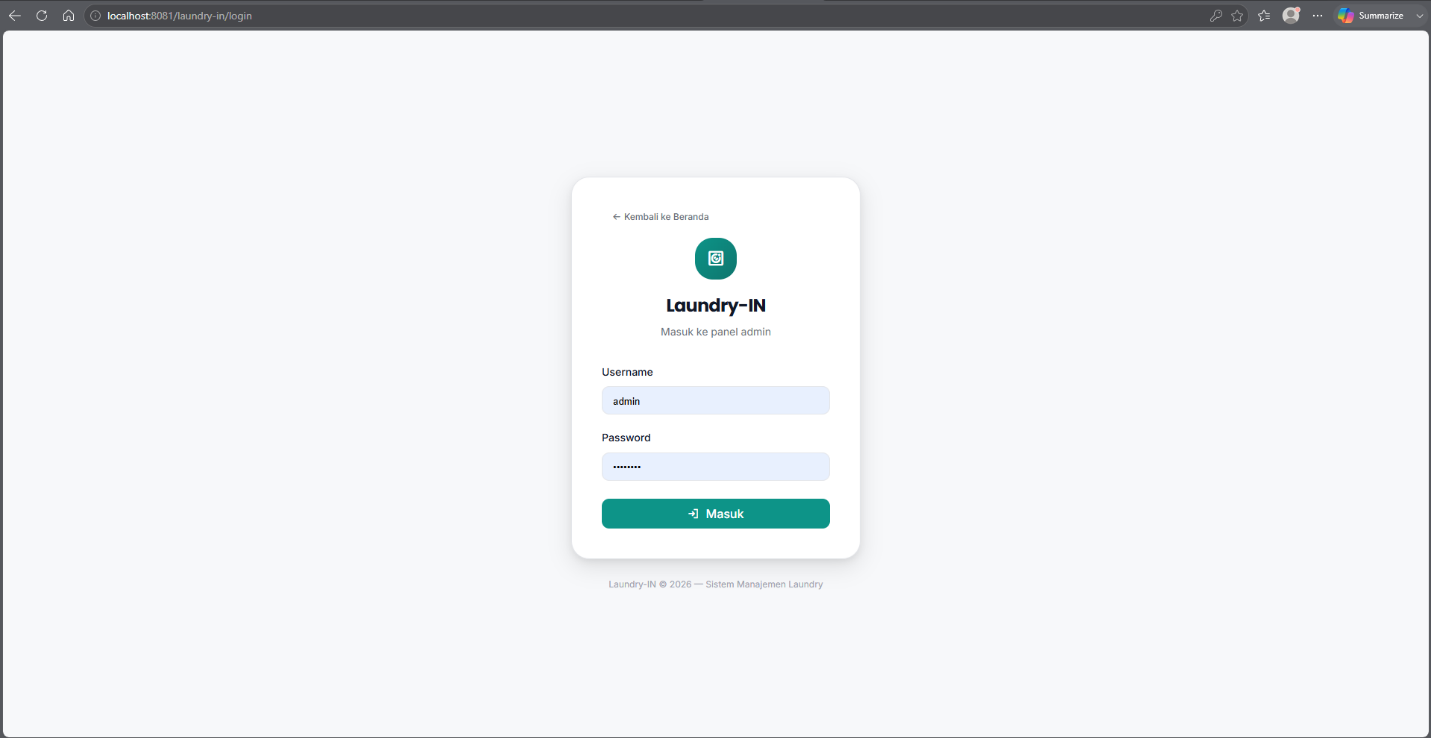 localhost:8081/laundry-in/login
Summarize
← Kembali ke Beranda
Laundry-IN
Masuk ke panel admin
Username
admin
Password
••••••••
Masuk
Laundry-IN © 2026 — Sistem Manajemen Laundry